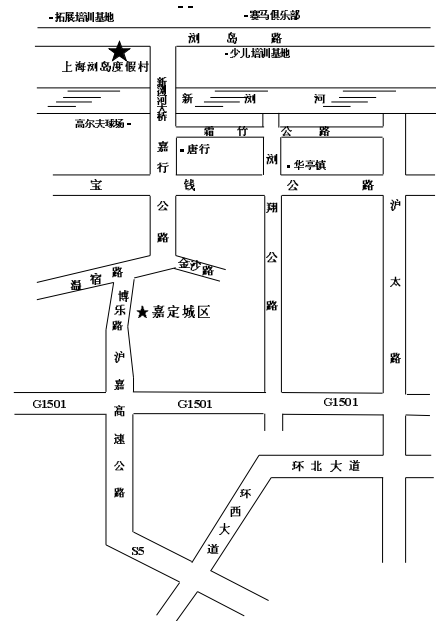 拓展培训基地
赛马俱乐部
浏岛路
少儿培训基地
上海浏岛度假村
新浏河大桥
新浏河
高尔夫球场
霜竹公路
嘉行公路
唐行
浏翔公路
华亭镇
宝钱公路
沪太路
金沙路
温宿路
博乐路
嘉定城区
沪嘉高速公路
G1501
G1501
G1501
环北大道
环西大道
S5